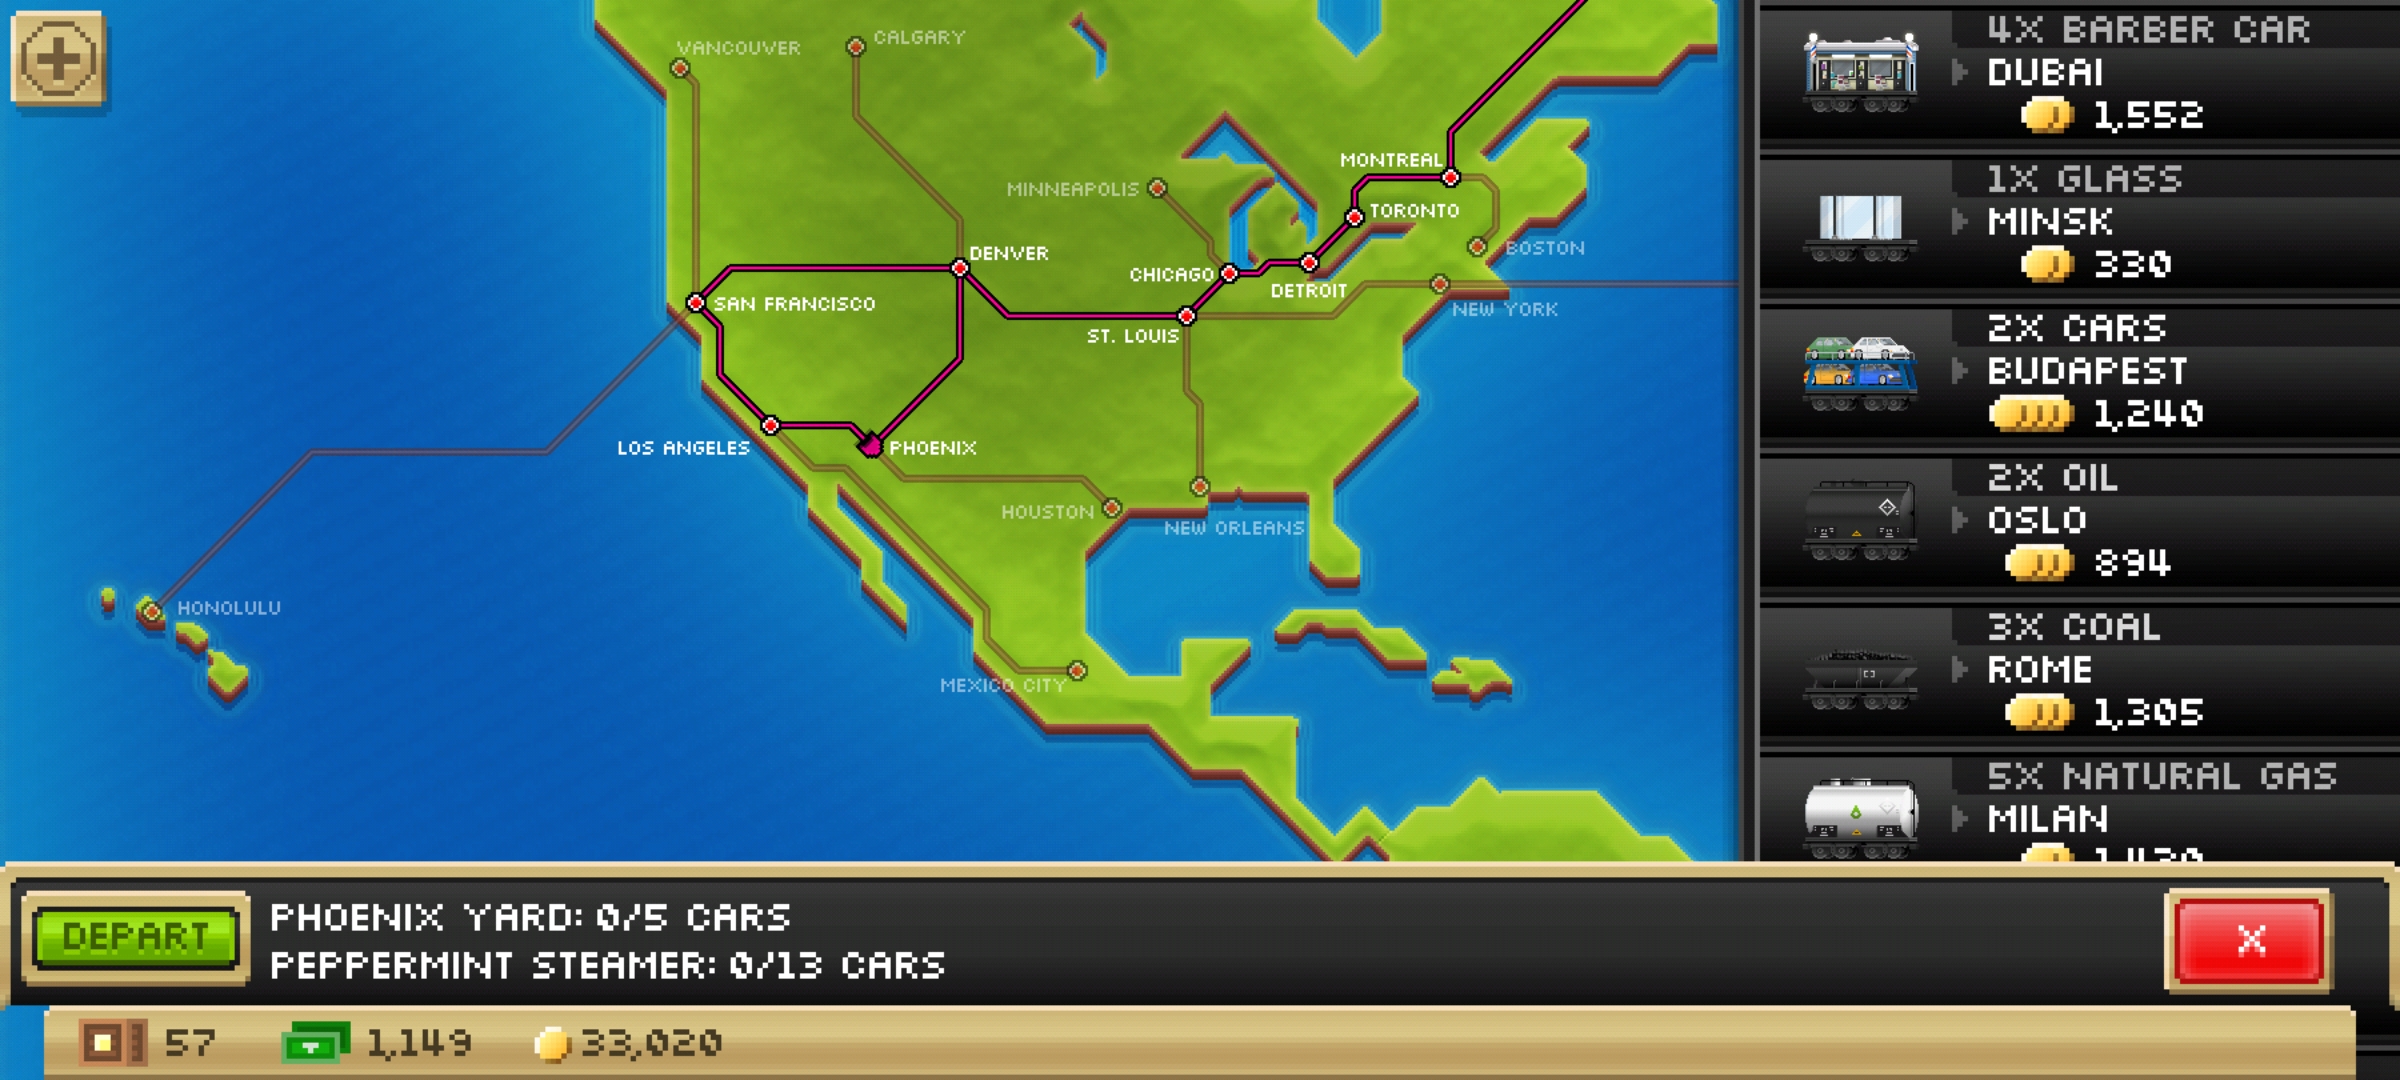 VANCOUVER
CALGARY
MINNEAPOLIS
MONTREAL
TORONTO
BOSTON
DENVER
CHICAGO
DETROIT
NEW YORK
SAN FRANCISCO
ST. LOUIS
LOS ANGELES
PHOENIX
HOUSTON
NEW ORLEANS
HONOLULU
MEXICO CITY
4X BARBER CAR
DUBAI
1,552
1X GLASS
MINSK
330
2X CARS
BUDAPEST
1,240
2X OIL
OSLO
894
3X COAL
ROME
1,305
5X NATURAL GAS
MILAN
DEPART
PHOENIX YARD: 0/5 CARS
PEPPERMINT STEAMER: 0/13 CARS
X
57
1,149
33,020